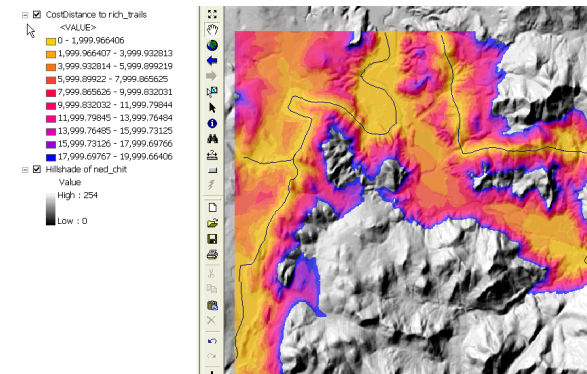 CostDistance to rich_trails
<VALUE>
0 - 1,999.966406
1,999.966407 - 3,999.932813
3,999.932814 - 5,999.899219
5,999.89922 - 7,999.865625
7,999.865626 - 9,999.832031
9,999.832032 - 11,999.79844
11,999.79845 - 13,999.76484
13,999.76485 - 15,999.73125
15,999.73126 - 17,999.69766
17,999.69767 - 19,999.66406
Hillshade of ned_chit
Value
High : 254
Low : 0